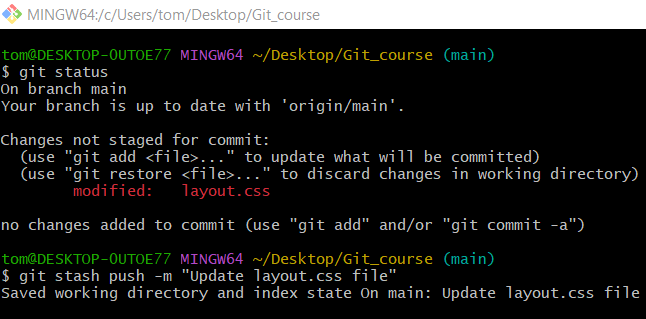 MINGW64:/c/Users/tom/Desktop/Git_course
tom@DESKTOP-OUTOE77 MINGW64 ~/Desktop/Git_course (main)
$ git status
On branch main
Your branch is up to date with 'origin/main'.
Changes not staged for commit:
  (use "git add <file>..." to update what will be committed)
  (use "git restore <file>..." to discard changes in working directory)
        modified:   layout.css
no changes added to commit (use "git add" and/or "git commit -a")
tom@DESKTOP-OUTOE77 MINGW64 ~/Desktop/Git_course (main)
$ git stash push -m "Update layout.css file"
Saved working directory and index state On main: Update layout.css file